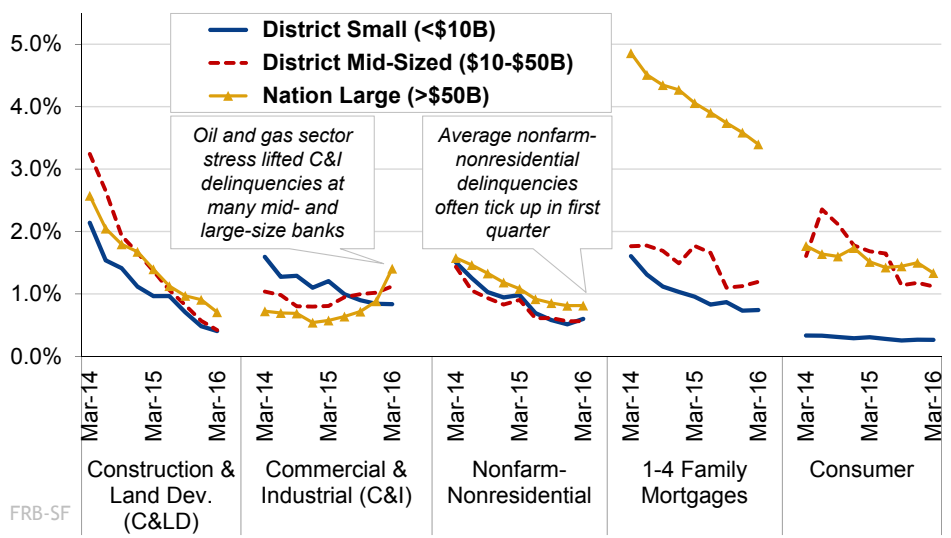 5.0%
4.0%
3.0%
2.0%
1.0%
0.0%
District Small (<$10B)
District Mid-Sized ($10-$50B)
Nation Large (>$50B)
Oil and gas sector
stress lifted C&I
delinquencies at
many mid- and
large-size banks
Average nonfarm-
nonresidential
delinquencies
often tick up in first
quarter
Mar-14
Mar-15
Mar-16
Mar-14
Mar-15
Mar-16
Mar-14
Mar-15
Mar-16
Mar-14
Mar-15
Mar-16
Mar-14
Mar-15
Mar-16
Construction &
Land Dev.
(C&LD)
Commercial &
Industrial (C&I)
Nonfarm-
Nonresidential
1-4 Family
Mortgages
Consumer
FRB-SF